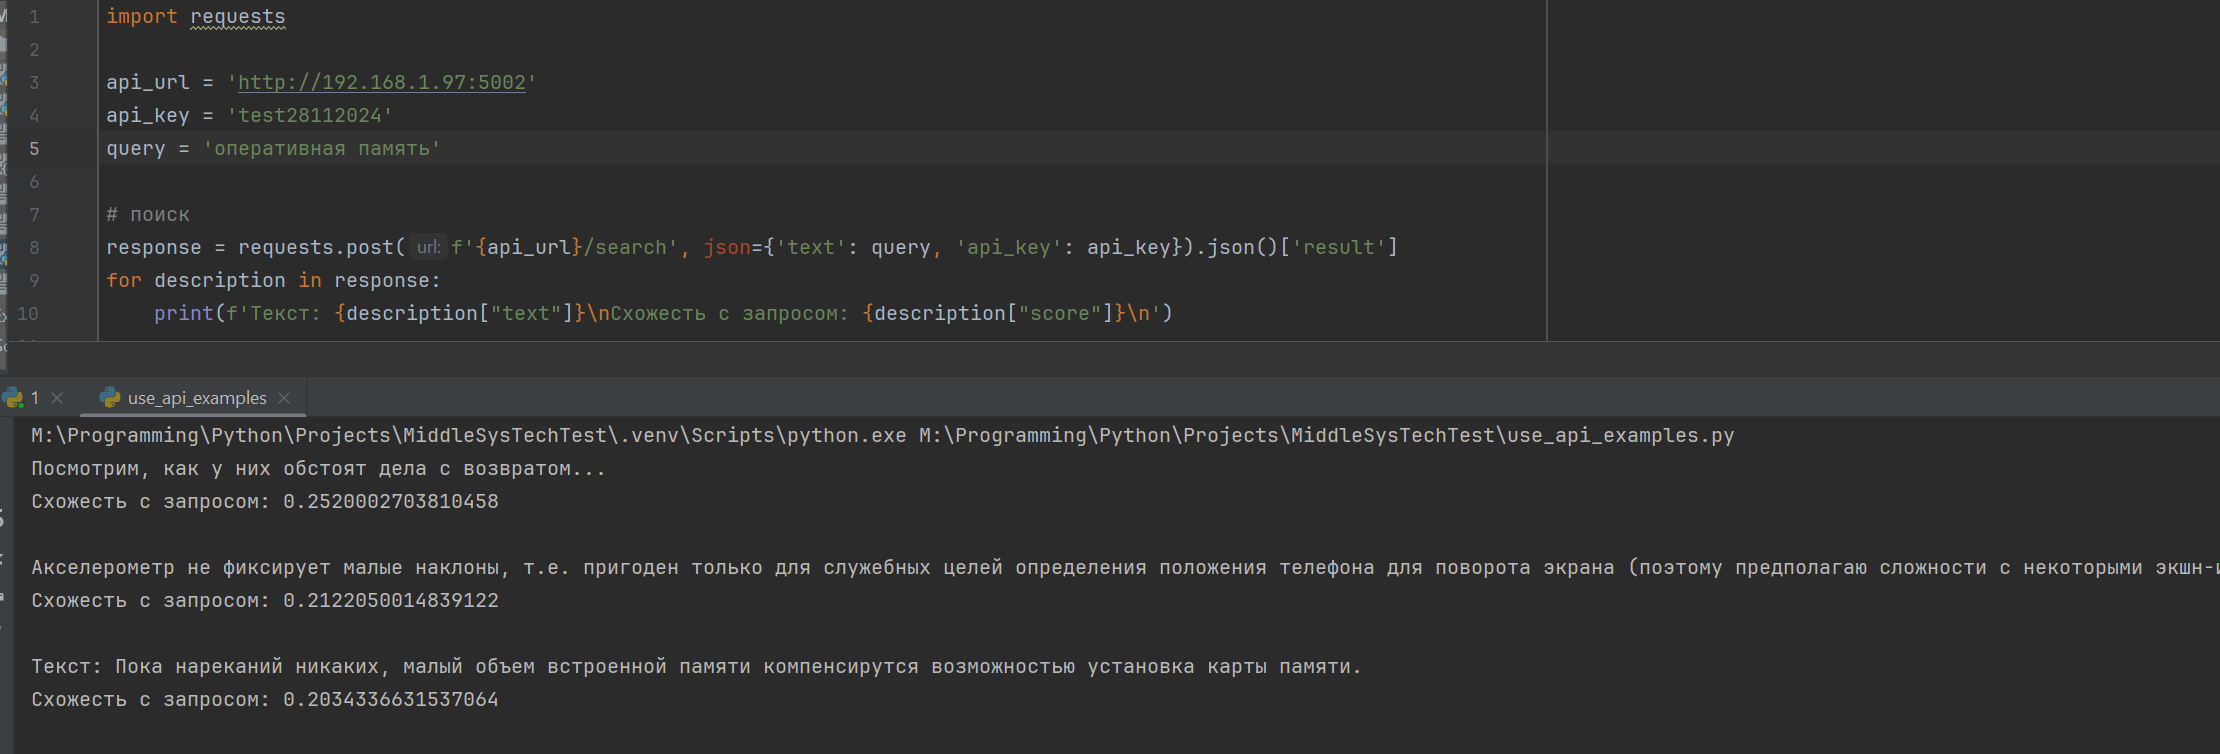 1 import requests
2
3 api_url = 'http://192.168.1.97:5002'
4 api_key = 'test28112024'
5 query = 'оперативная память'
6
7 # поиск
8 response = requests.post( url: f'{api_url}/search', json={'text': query, 'api_key': api_key}).json()['result']
9 for description in response:
10 print(f'Текст: {description["text"]}\nСхожесть с запросом: {description["score"]}\n')
1 × use_api_examples ×
M:\Programming\Python\Projects\MiddleSysTechTest\.venv\Scripts\python.exe M:\Programming\Python\Projects\MiddleSysTechTest\use_api_examples.py
Посмотрим, как у них обстоят дела с возвратом...
Схожесть с запросом: 0.2520002703810458
Акселерометр не фиксирует малые наклоны, т.е. пригоден только для служебных целей определения положения телефона для поворота экрана (поэтому предполагаю сложности с некоторыми экшн-и
Схожесть с запросом: 0.2122050014839122
Текст: Пока нареканий никаких, малый объем встроенной памяти компенсирутся возможностью установка карты памяти.
Схожесть с запросом: 0.2034336631537064